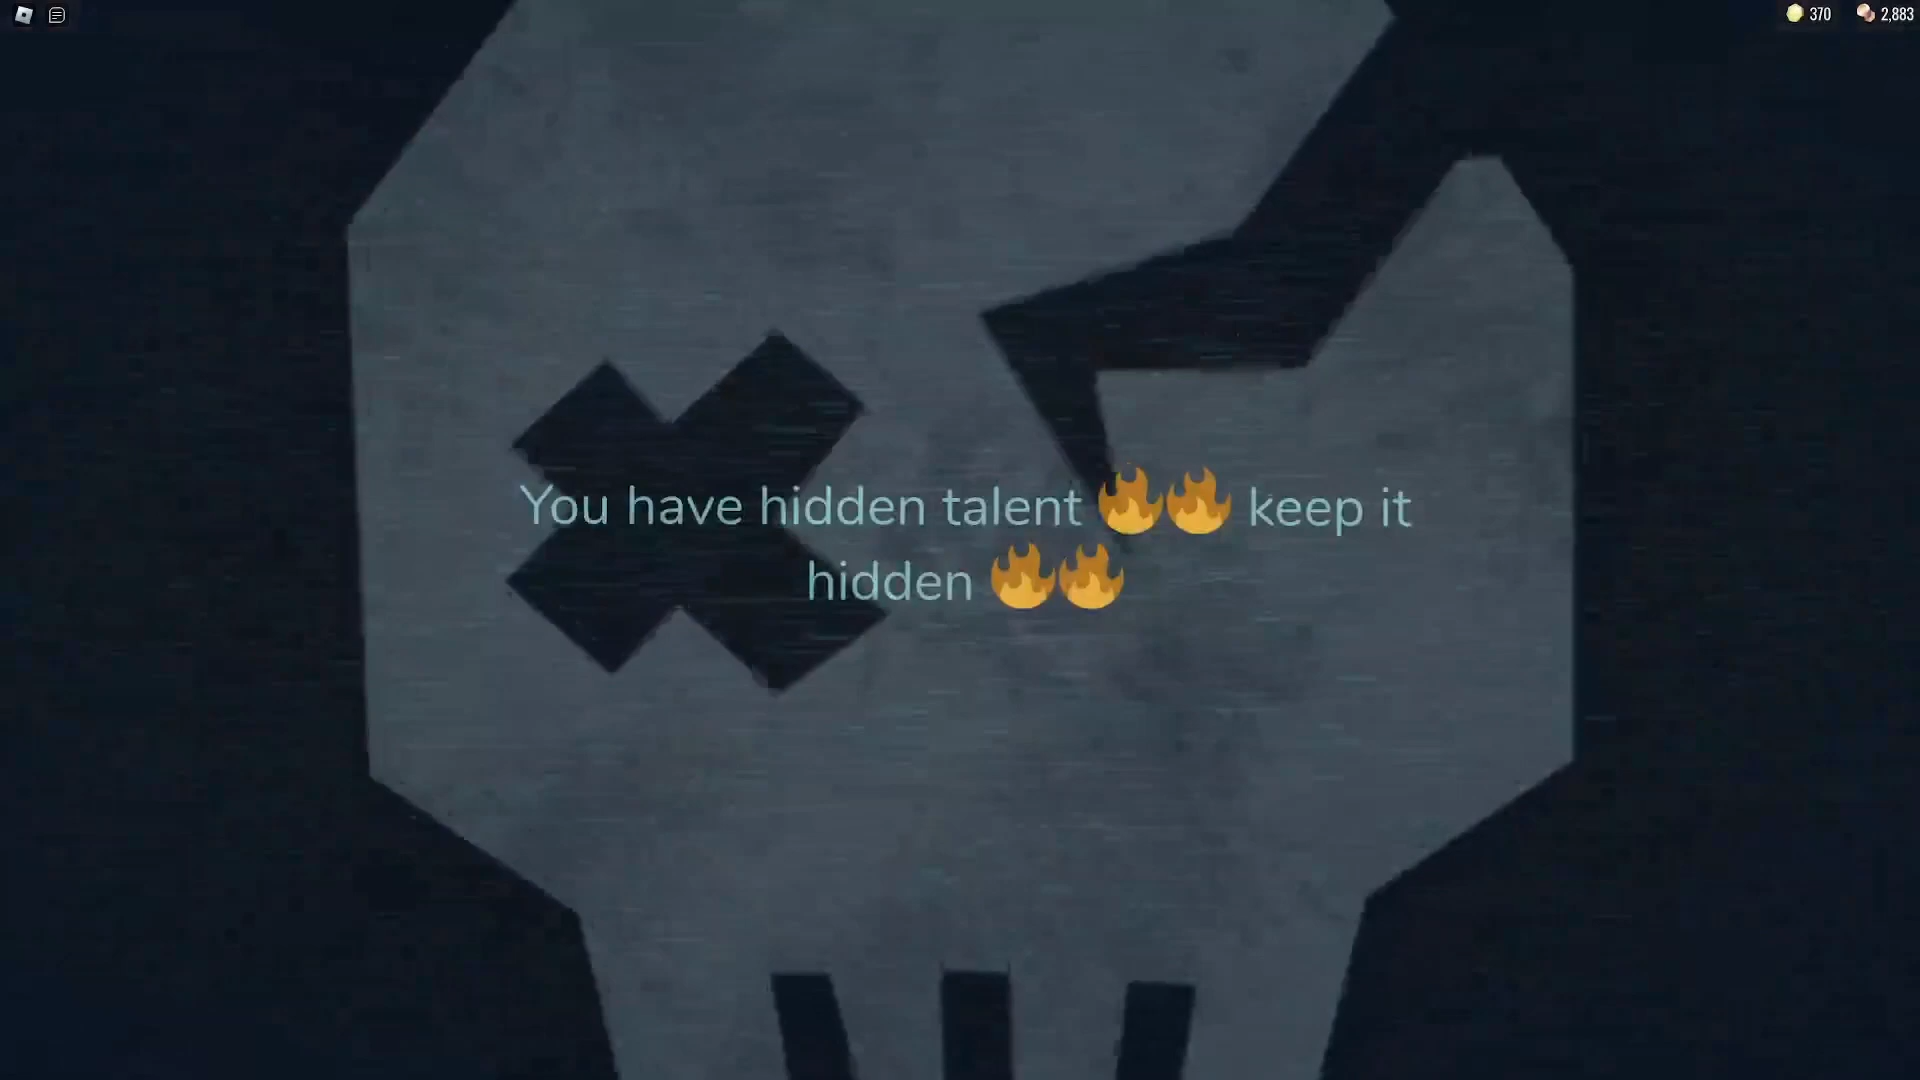 370 2,883
You have hidden talent 🔥🔥 keep it
hidden 🔥🔥